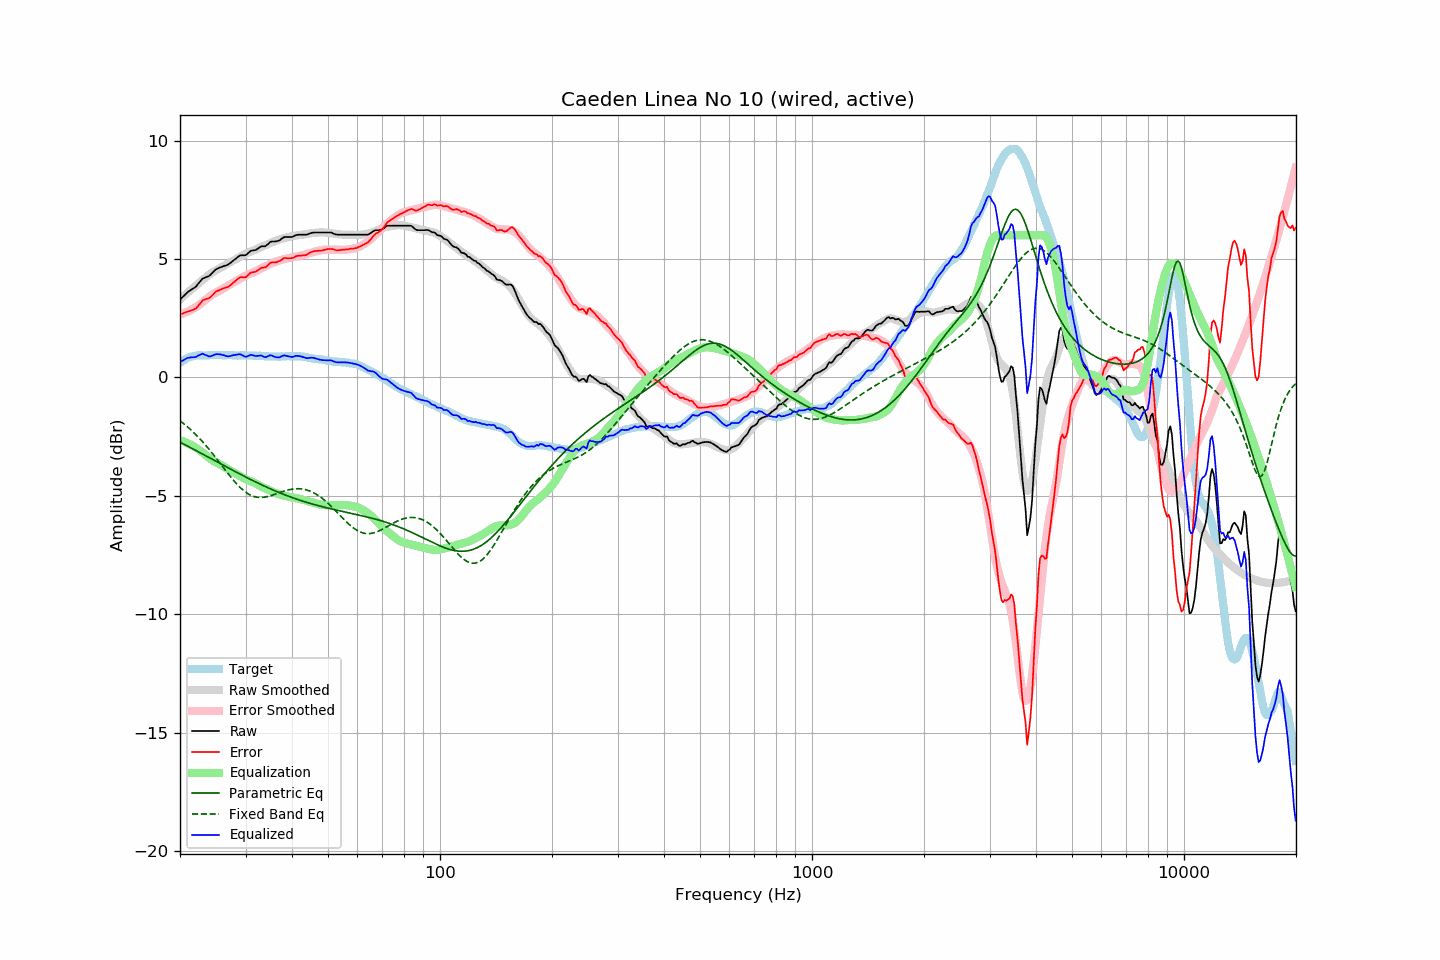 Caeden Linea No 10 (wired, active)
10
5
0
−5
−10
−15
−20
Amplitude (dBr)
Target
Raw Smoothed
Error Smoothed
Raw
Error
Equalization
Parametric Eq
Fixed Band Eq
Equalized
100
1000
10000
Frequency (Hz)